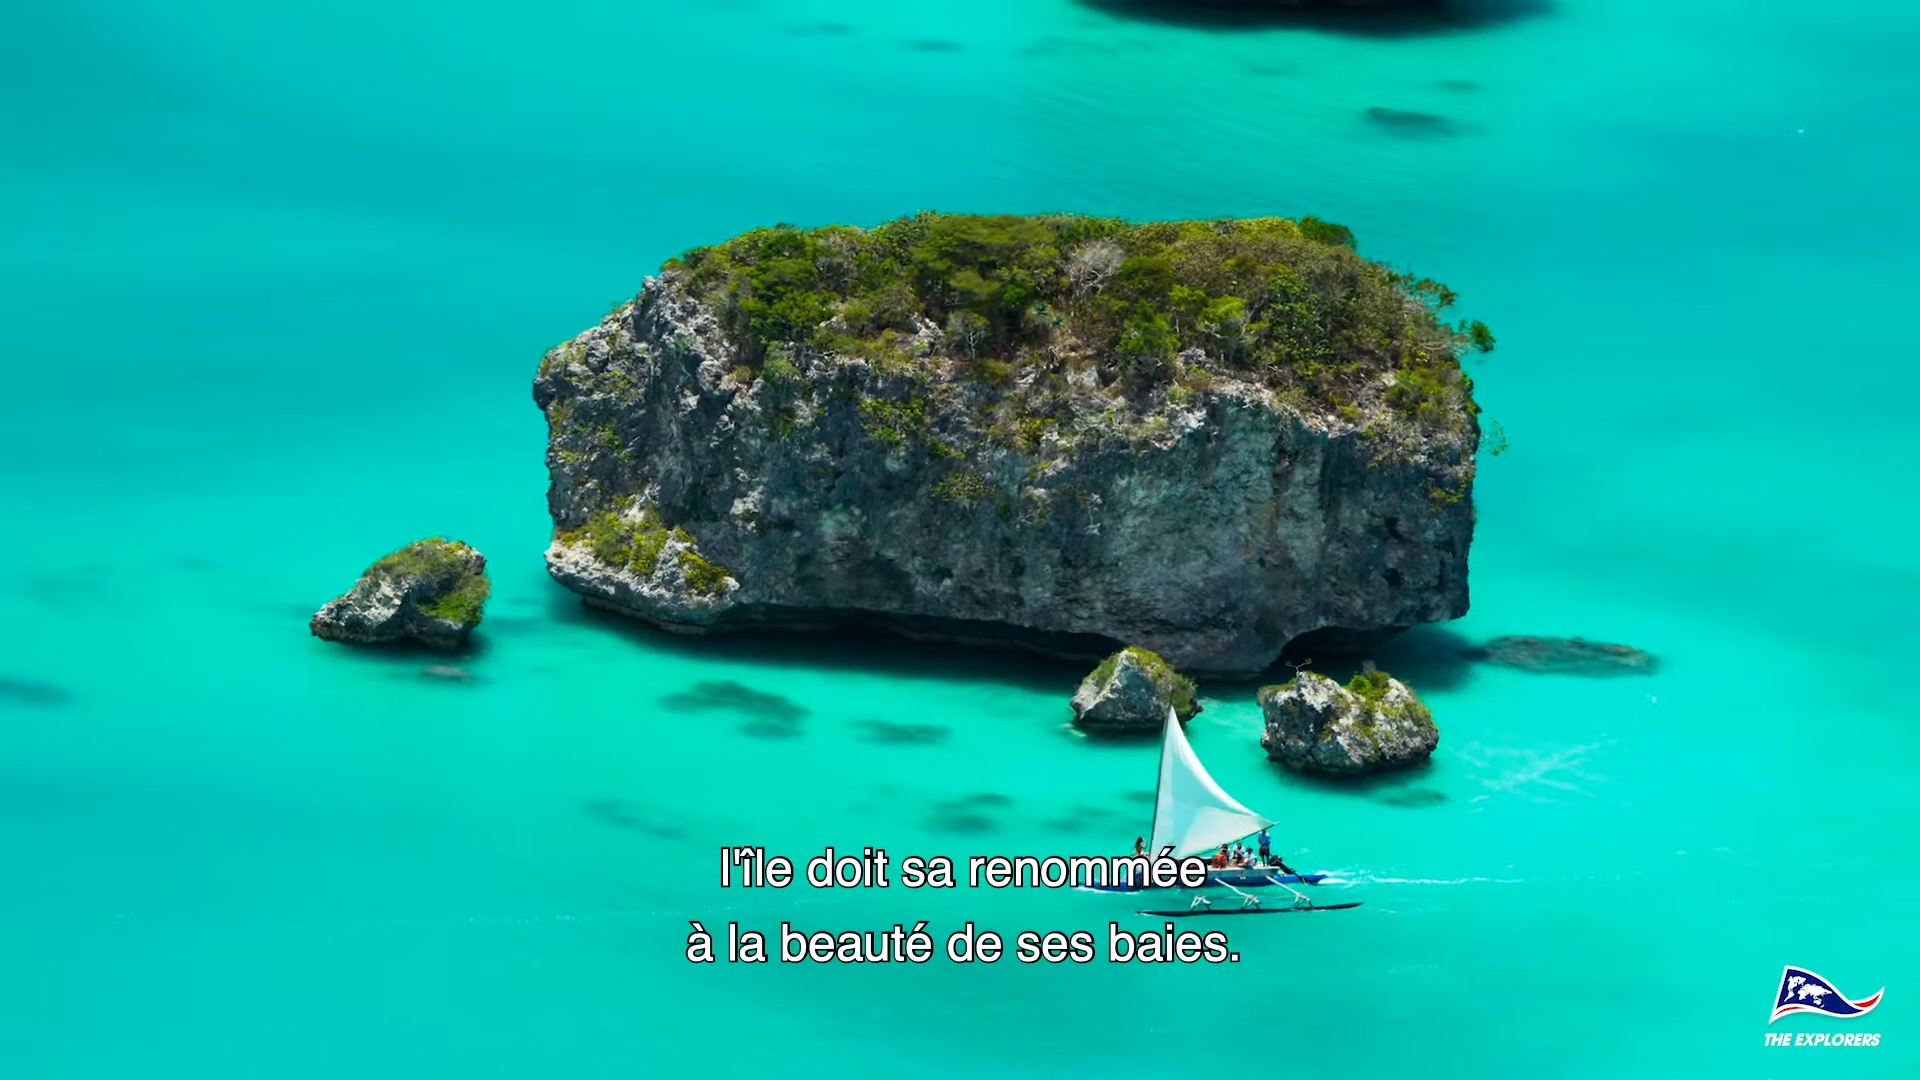 l'île doit sa renommée
à la beauté de ses baies.
THE EXPLORERS